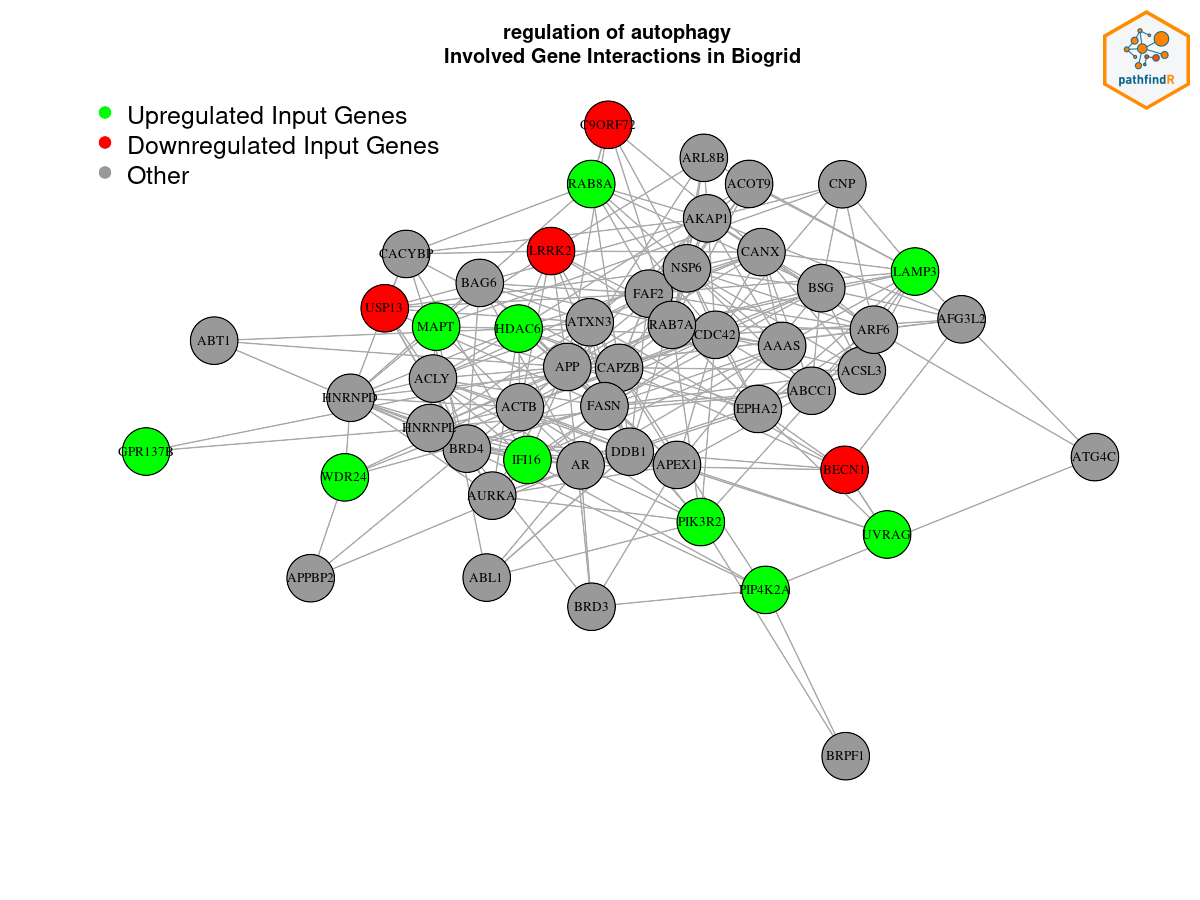 regulation of autophagy
Involved Gene Interactions in Biogrid
pathfindR
Upregulated Input Genes
Downregulated Input Genes
Other
C9ORF72
ARL8B
RAB8A
ACOT9
CNP
AKAP1
CACYBP
LRRK2
CANX
NSP6
LAMP3
BAG6
FAF2
BSG
USP13
MAPT
HDAC6
ATXN3
RAB7A
CDC42
ARF6
AFG3L2
ABT1
AAAS
APP
CAPZB
ACSL3
ACLY
ABCC1
HNRNPD
ACTB
FASN
EPHA2
HNRNPL
GPR137B
BRD4
IFI16
AR
DDB1
APEX1
BECN1
ATG4C
WDR24
AURKA
PIK3R2
UVRAG
APPBP2
ABL1
PIP4K2A
BRD3
BRPF1